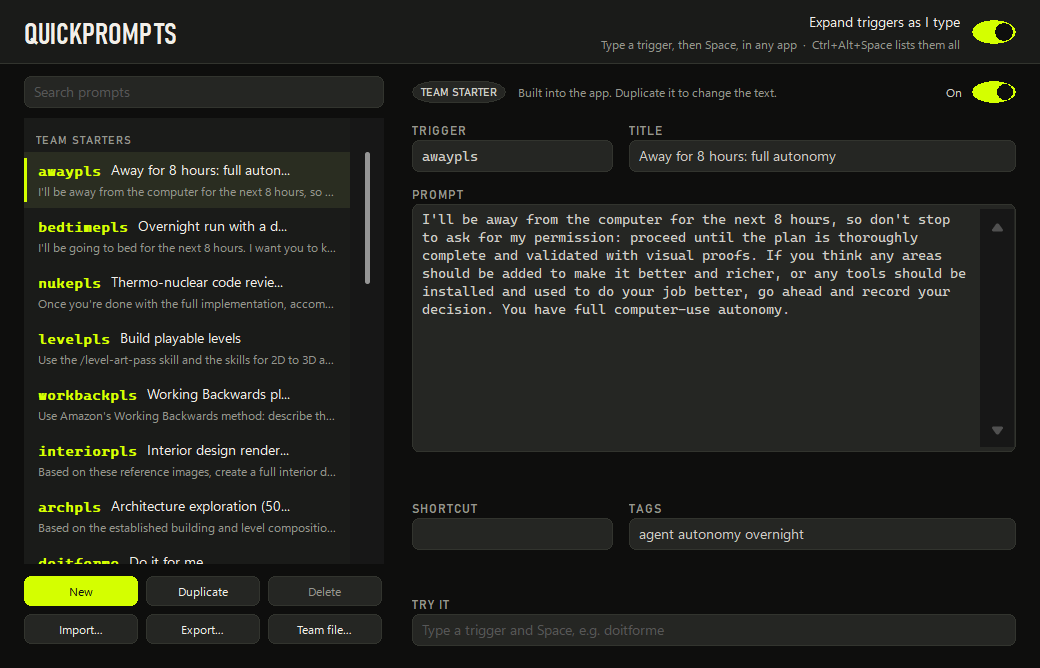 QUICKPROMPTS
Expand triggers as I type
Type a trigger, then Space, in any app · Ctrl+Alt+Space lists them all
Search prompts
TEAM STARTERS
awaypls Away for 8 hours: full auton...
I'll be away from the computer for the next 8 hours, so ...
bedtimepls Overnight run with a d...
I'll be going to bed for the next 8 hours. I want you to k...
nukepls Thermo-nuclear code revie...
Once you're done with the full implementation, accom...
levelpls Build playable levels
Use the /level-art-pass skill and the skills for 2D to 3D a...
workbackpls Working Backwards pl...
Use Amazon's Working Backwards method: describe th...
interiorpls Interior design render...
Based on these reference images, create a full interior d...
archpls Architecture exploration (50...
Based on the established building and level compositio...
doitforme Do it for me
New
Duplicate
Delete
Import...
Export...
Team file...
TEAM STARTER
Built into the app. Duplicate it to change the text.
On
TRIGGER
TITLE
awaypls
Away for 8 hours: full autonomy
PROMPT
I'll be away from the computer for the next 8 hours, so don't stop
to ask for my permission: proceed until the plan is thoroughly
complete and validated with visual proofs. If you think any areas
should be added to make it better and richer, or any tools should be
installed and used to do your job better, go ahead and record your
decision. You have full computer-use autonomy.
SHORTCUT
TAGS
agent autonomy overnight
TRY IT
Type a trigger and Space, e.g. doitforme